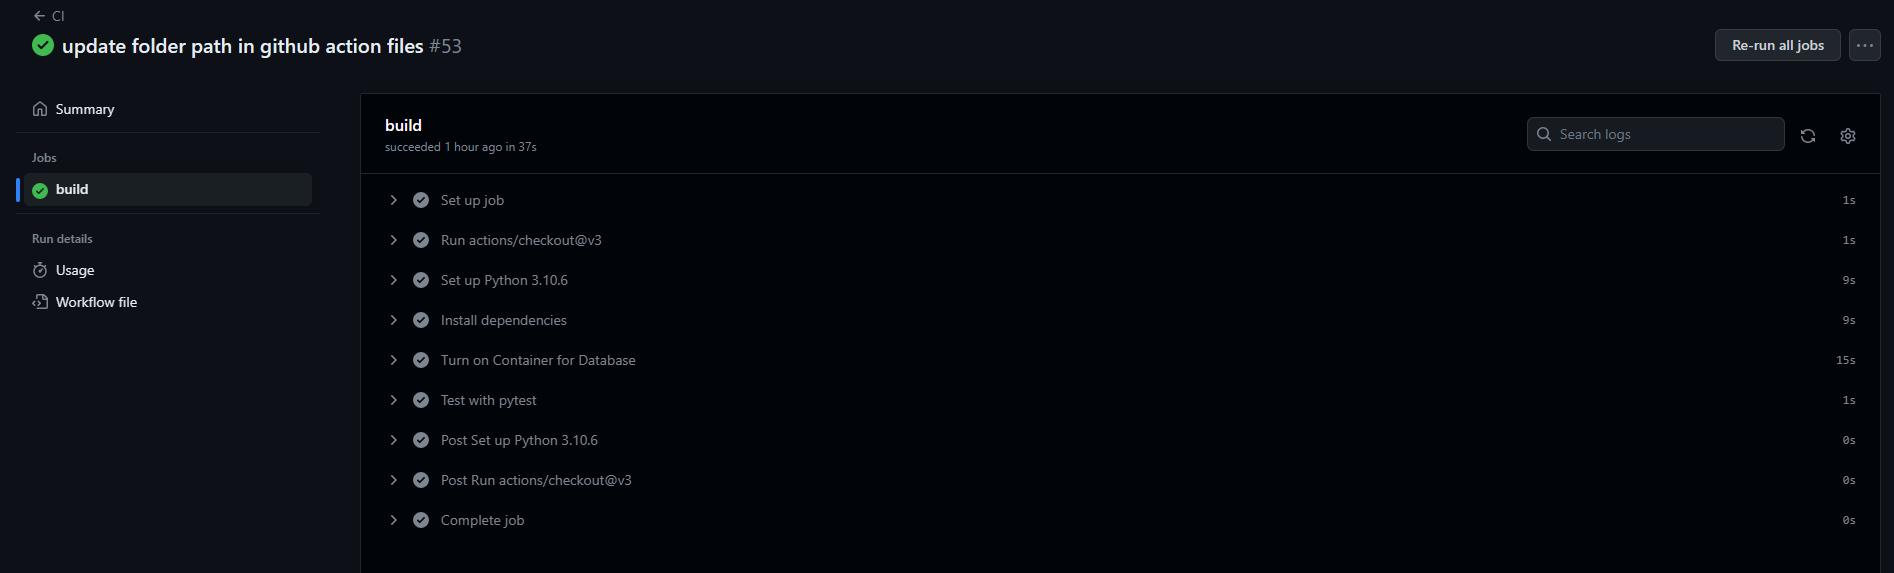 CI
update folder path in github action files #53
Re-run all jobs
Summary
Jobs
build
Run details
Usage
Workflow file
build
succeeded 1 hour ago in 37s
Search logs
Set up job 1s
Run actions/checkout@v3 1s
Set up Python 3.10.6 9s
Install dependencies 9s
Turn on Container for Database 15s
Test with pytest 1s
Post Set up Python 3.10.6 0s
Post Run actions/checkout@v3 0s
Complete job 0s